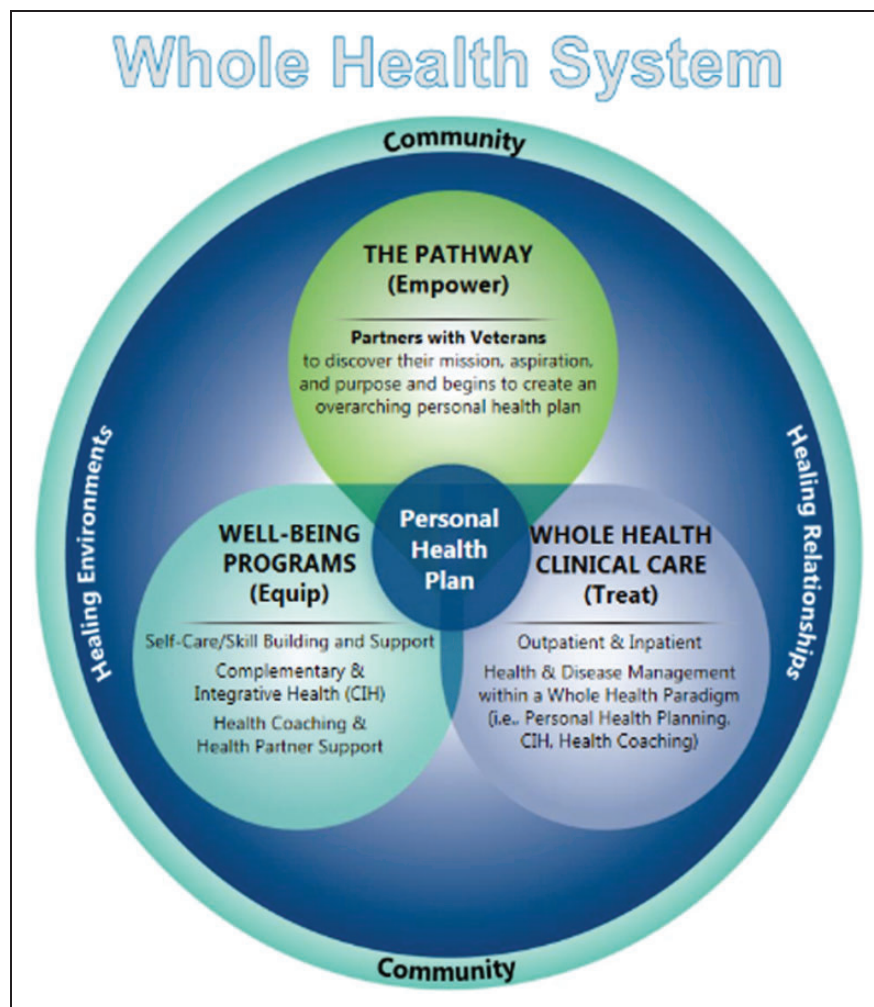 Whole Health System
Community
THE PATHWAY
(Empower)
Partners with Veterans
to discover their mission, aspiration,
and purpose and begins to create an
overarching personal health plan
Healing Environments
Healing Relationships
Personal
Health
Plan
WELL-BEING
PROGRAMS
(Equip)
Self-Care/Skill Building and Support
Complementary &
Integrative Health (CIH)
Health Coaching &
Health Partner Support
WHOLE HEALTH
CLINICAL CARE
(Treat)
Outpatient & Inpatient
Health & Disease Management
within a Whole Health Paradigm
(i.e., Personal Health Planning,
CIH, Health Coaching)
Community